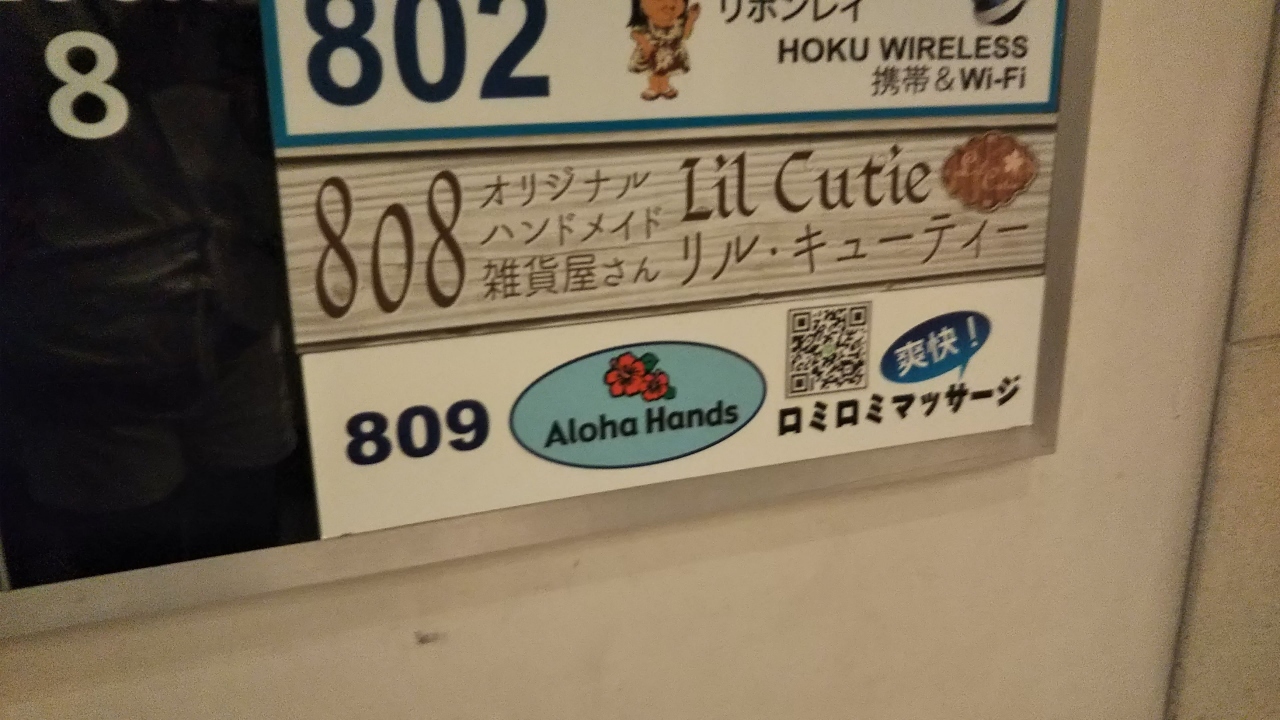 8
802
リボンレイ
HOKU WIRELESS
携帯&Wi-Fi
808
オリジナル
ハンドメイド
雑貨屋さん
Lil Cutie
リル・キューティー
809
Aloha Hands
爽快!
ロミロミマッサージ